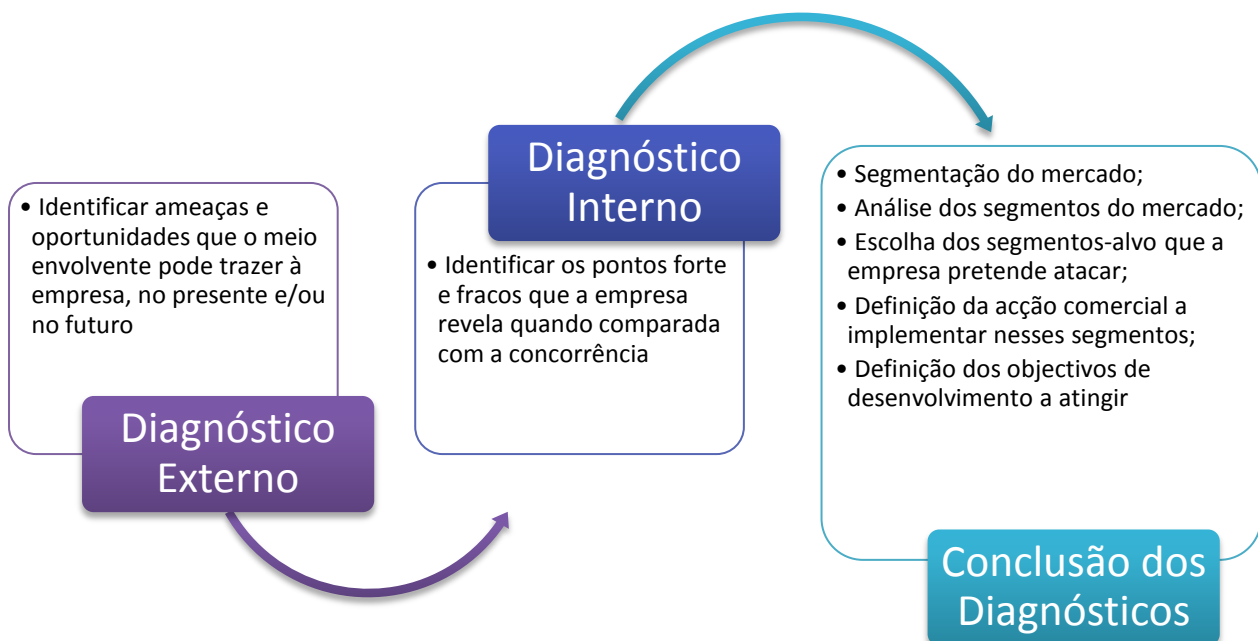 • Identificar ameaças e
oportunidades que o meio
envolvente pode trazer à
empresa, no presente e/ou
no futuro
Diagnóstico
Externo
Diagnóstico
Interno
• Identificar os pontos forte
e fracos que a empresa
revela quando comparada
com a concorrência
• Segmentação do mercado;
• Análise dos segmentos do mercado;
• Escolha dos segmentos-alvo que a
empresa pretende atacar;
• Definição da acção comercial a
implementar nesses segmentos;
• Definição dos objectivos de
desenvolvimento a atingir
Conclusão dos
Diagnósticos